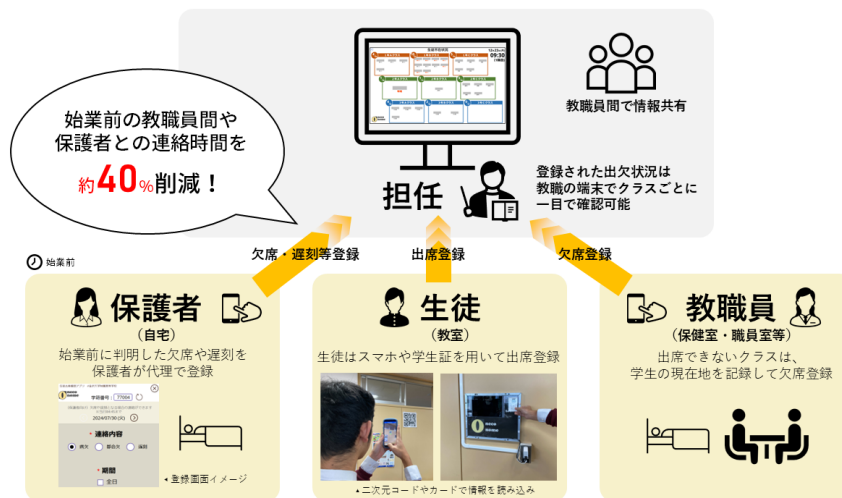 始業前の教職員間や
保護者との連絡時間を
約40%削減！
09:30
教職員間で情報共有
担任
登録された出欠状況は
教職の端末でクラスごとに
一目で確認可能
欠席・遅刻等登録
出席登録
欠席登録
始業前
保護者
（自宅）
始業前に判明した欠席や遅刻を
保護者が代理で登録
学籍番号：
77004
2024/07/30(火)
* 連絡内容
* 期間
全日
◂ 登録画面イメージ
生徒
（教室）
生徒はスマホや学生証を用いて出席登録
▴二次元コードやカードで情報を読み込み
教職員
（保健室・職員室等）
出席できないクラスは、
学生の現在地を記録して欠席登録